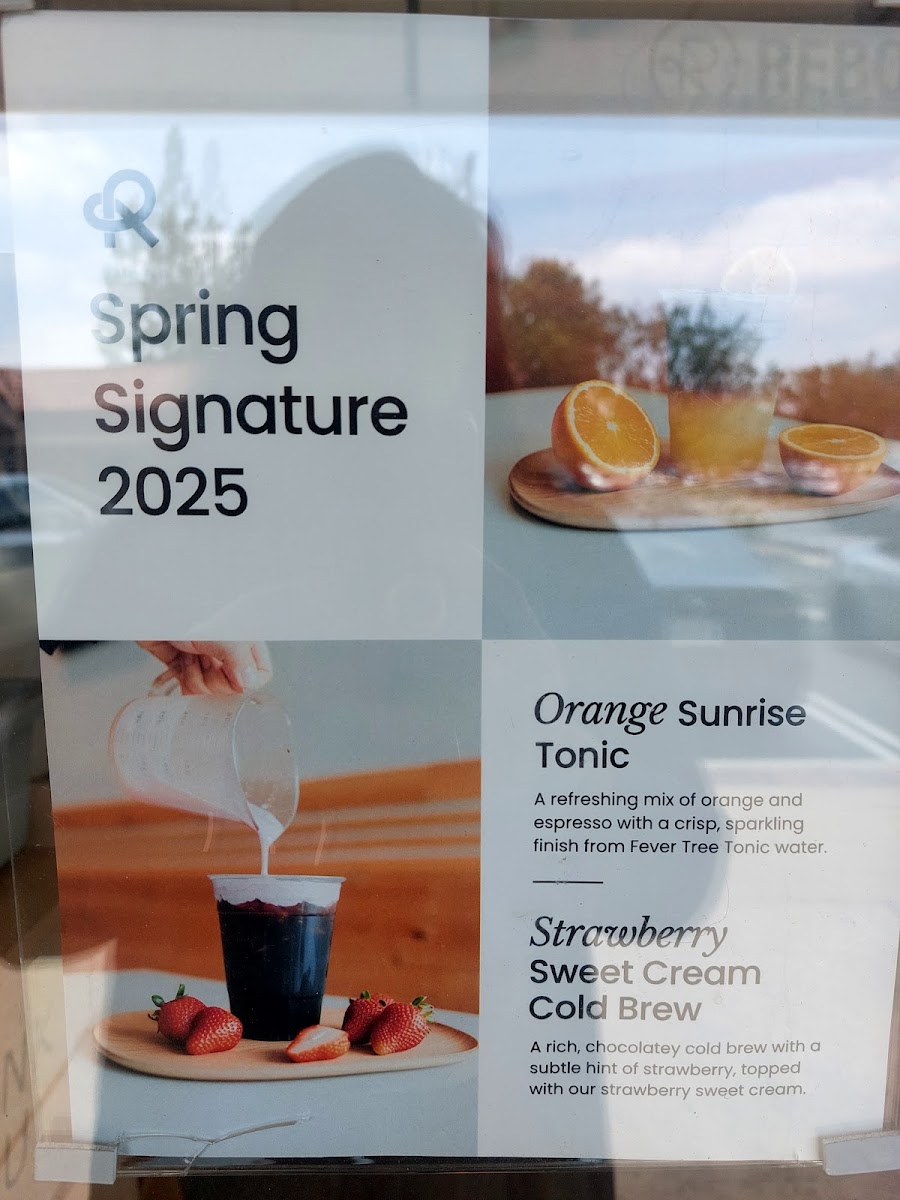 Spring
Signature
2025
Orange Sunrise
Tonic
A refreshing mix of orange and
espresso with a crisp, sparkling
finish from Fever Tree Tonic water.
Strawberry
Sweet Cream
Cold Brew
A rich, chocolatey cold brew with a
subtle hint of strawberry, topped
with our strawberry sweet cream.